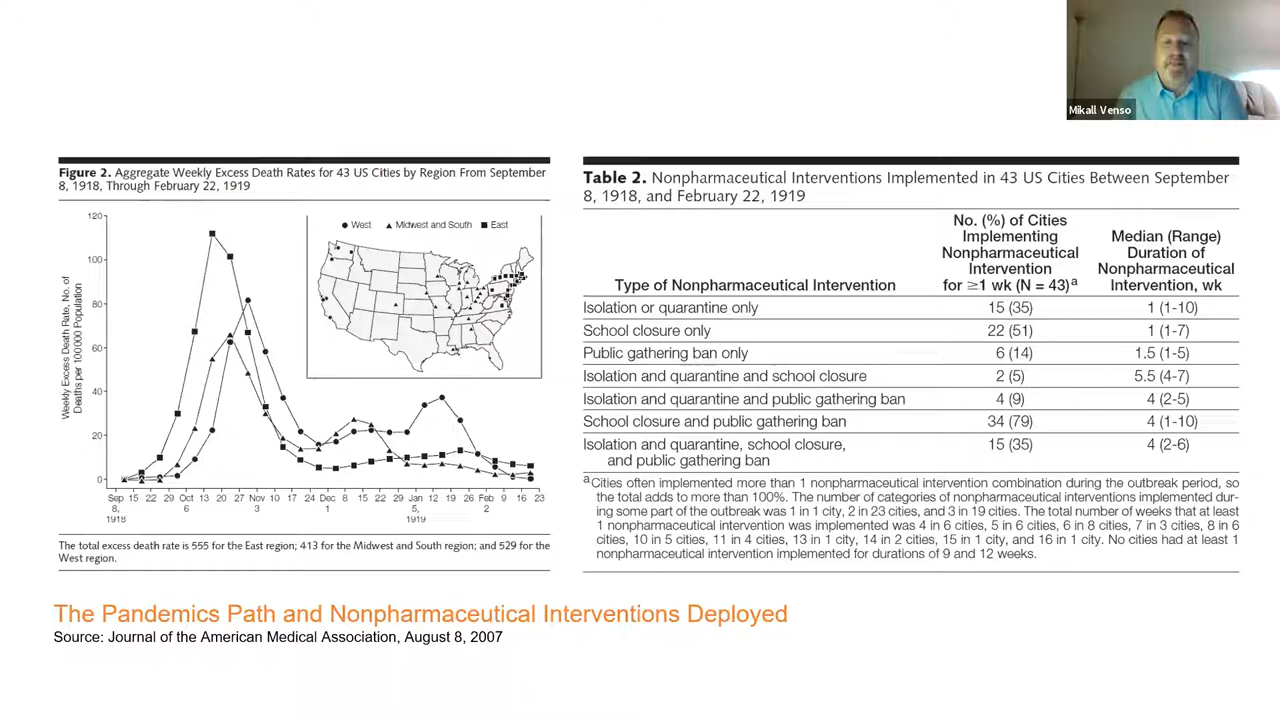 Mikall Venso
Figure 2. Aggregate Weekly Excess Death Rates for 43 US Cities by Region From September
8, 1918, Through February 22, 1919
120
100
80
60
40
20
0
Weekly Excess Death Rate, No. of
Deaths per 100 000 Population
West
Midwest and South
East
Sep 15 22 29 Oct 13 20 27 Nov 10 17 24 Dec 8 15 22 29 Jan 12 19 26 Feb 9 16 23
8, 6 3 1 5, 2
1918 1919
The total excess death rate is 555 for the East region; 413 for the Midwest and South region; and 529 for the
West region.
Table 2. Nonpharmaceutical Interventions Implemented in 43 US Cities Between September
8, 1918, and February 22, 1919
Type of Nonpharmaceutical Intervention
No. (%) of Cities
Implementing
Nonpharmaceutical
Intervention
for ≥1 wk (N = 43)a
Median (Range)
Duration of
Nonpharmaceutical
Intervention, wk
Isolation or quarantine only 15 (35) 1 (1-10)
School closure only 22 (51) 1 (1-7)
Public gathering ban only 6 (14) 1.5 (1-5)
Isolation and quarantine and school closure 2 (5) 5.5 (4-7)
Isolation and quarantine and public gathering ban 4 (9) 4 (2-5)
School closure and public gathering ban 34 (79) 4 (1-10)
Isolation and quarantine, school closure, 15 (35) 4 (2-6)
and public gathering ban
aCities often implemented more than 1 nonpharmaceutical intervention combination during the outbreak period, so
the total adds to more than 100%. The number of categories of nonpharmaceutical interventions implemented dur-
ing some part of the outbreak was 1 in 1 city, 2 in 23 cities, and 3 in 19 cities. The total number of weeks that at least
1 nonpharmaceutical intervention was implemented was 4 in 6 cities, 5 in 6 cities, 6 in 8 cities, 7 in 3 cities, 8 in 6
cities, 10 in 5 cities, 11 in 4 cities, 13 in 1 city, 14 in 2 cities, 15 in 1 city, and 16 in 1 city. No cities had at least 1
nonpharmaceutical intervention implemented for durations of 9 and 12 weeks.
The Pandemics Path and Nonpharmaceutical Interventions Deployed
Source: Journal of the American Medical Association, August 8, 2007